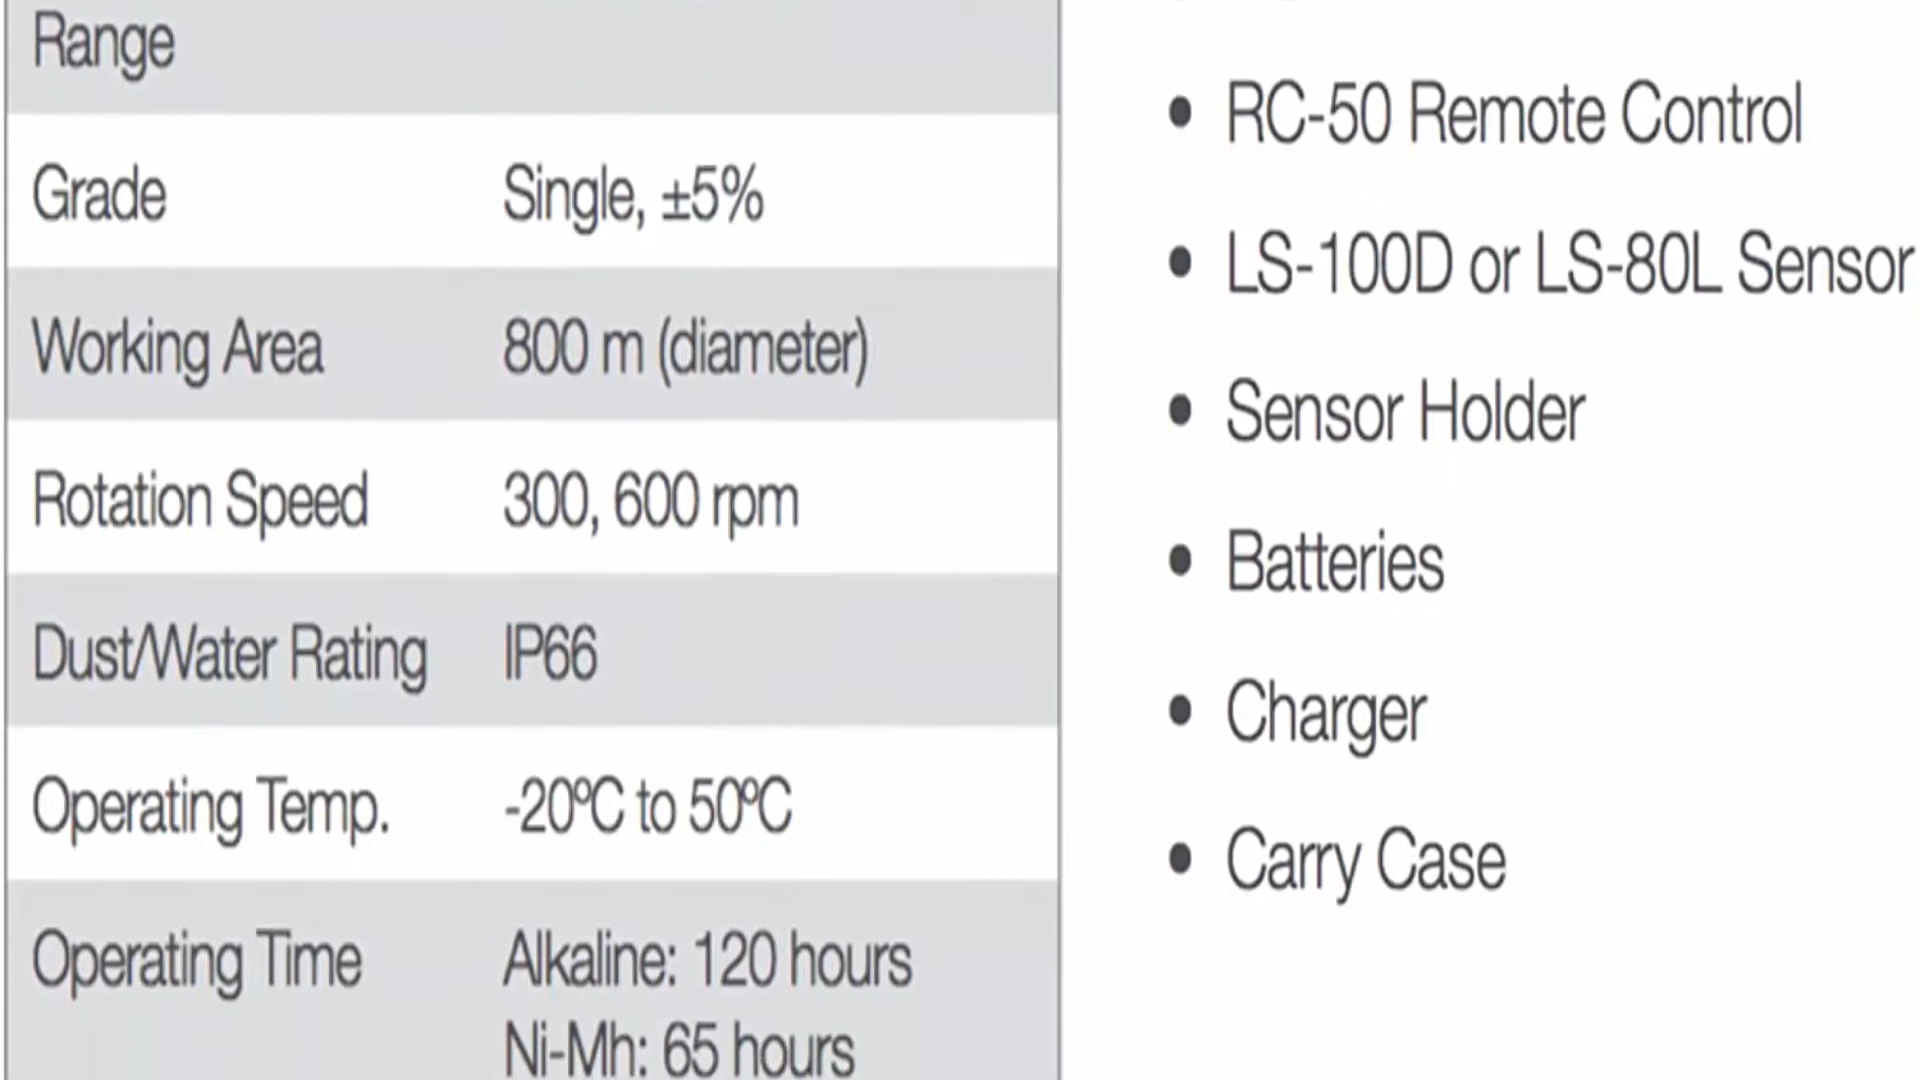 Range
Grade Single, ±5%
Working Area 800 m (diameter)
Rotation Speed 300, 600 rpm
Dust/Water Rating IP66
Operating Temp. -20ºC to 50ºC
Operating Time Alkaline: 120 hours
Ni-Mh: 65 hours
• RC-50 Remote Control
• LS-100D or LS-80L Sensor
• Sensor Holder
• Batteries
• Charger
• Carry Case